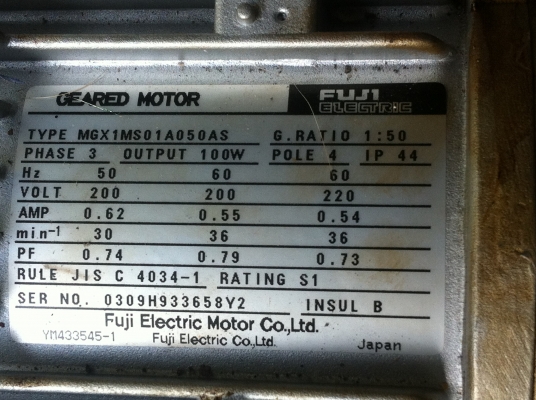 GEARED MOTOR FUJI ELECTRIC
TYPE MGX1MS01A050AS G.RATIO 1:50
PHASE 3 OUTPUT 100W POLE 4 IP 44
Hz 50 60 60
VOLT 200 200 220
AMP 0.62 0.55 0.54
min-1 30 36 36
PF 0.74 0.79 0.73
RULE JIS C 4034-1 RATING S1
SER NO. 0309H933658Y2 INSUL B
Fuji Electric Motor Co.,Ltd.
YM433545-1 Fuji Electric Co.,Ltd.
Japan